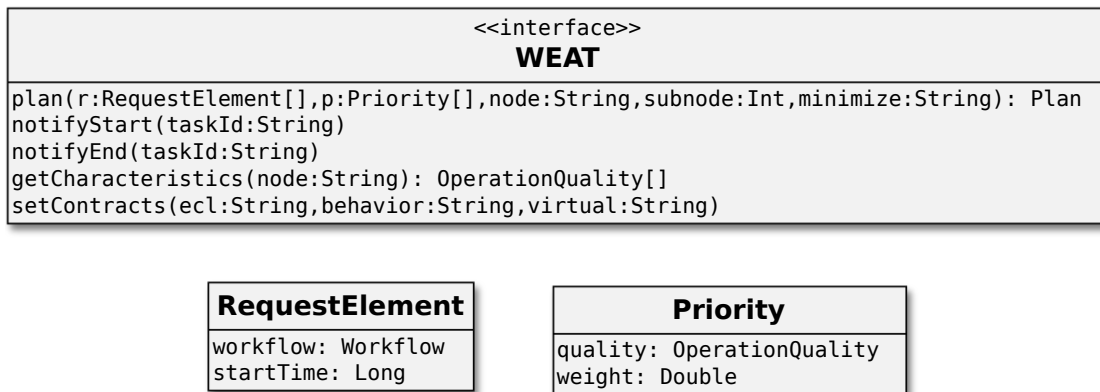 <<interface>>
WEAT
plan(r:RequestElement[],p:Priority[],node:String,subnode:Int,minimize:String): Plan
notifyStart(taskId:String)
notifyEnd(taskId:String)
getCharacteristics(node:String): OperationQuality[]
setContracts(ecl:String,behavior:String,virtual:String)
RequestElement
workflow: Workflow
startTime: Long
Priority
quality: OperationQuality
weight: Double